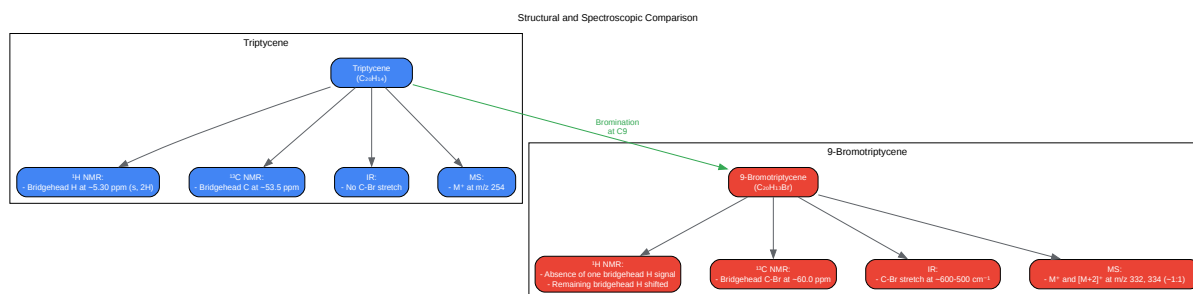 Structural and Spectroscopic Comparison
Triptycene
Triptycene
(C₂₀H₁₄)
Bromination
at C9
¹H NMR:
- Bridgehead H at ~5.30 ppm (s, 2H)
¹³C NMR:
- Bridgehead C at ~53.5 ppm
IR:
- No C-Br stretch
MS:
- M⁺ at m/z 254
9-Bromotriptycene
9-Bromotriptycene
(C₂₀H₁₃Br)
¹H NMR:
- Absence of one bridgehead H signal
- Remaining bridgehead H shifted
¹³C NMR:
- Bridgehead C-Br at ~60.0 ppm
IR:
- C-Br stretch at ~600-500 cm⁻¹
MS:
- M⁺ and [M+2]⁺ at m/z 332, 334 (~1:1)